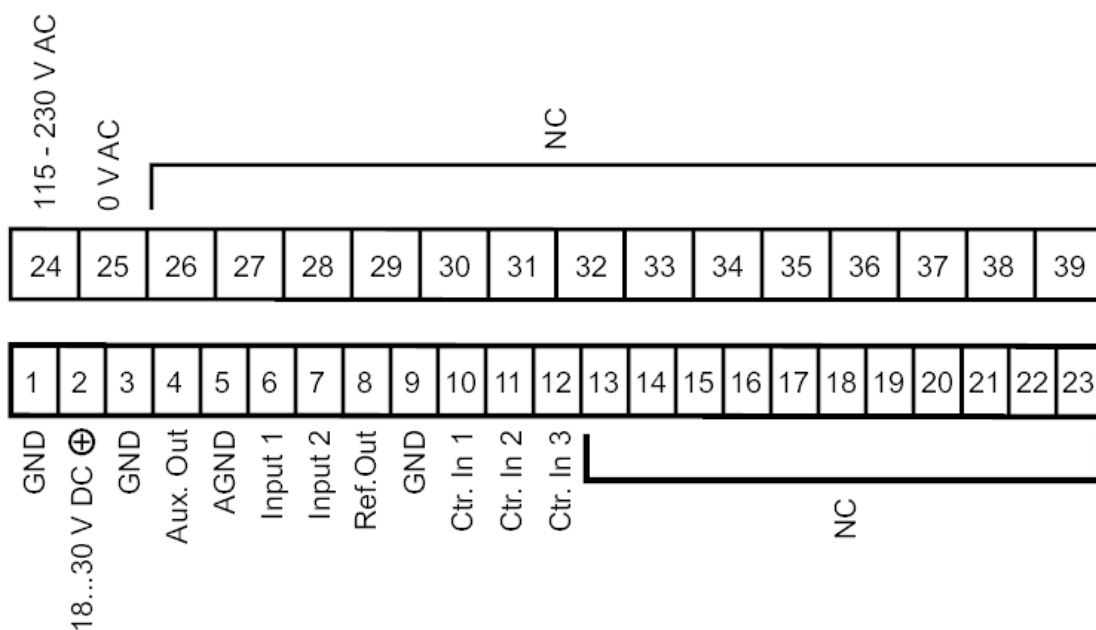 115 - 230 V AC
0 V AC
NC
24 25 26 27 28 29 30 31 32 33 34 35 36 37 38 39
1 2 3 4 5 6 7 8 9 10 11 12 13 14 15 16 17 18 19 20 21 22 23
GND
18...30 V DC ⊕
GND
Aux. Out
AGND
Input 1
Input 2
Ref.Out
GND
Ctr. In 1
Ctr. In 2
Ctr. In 3
NC